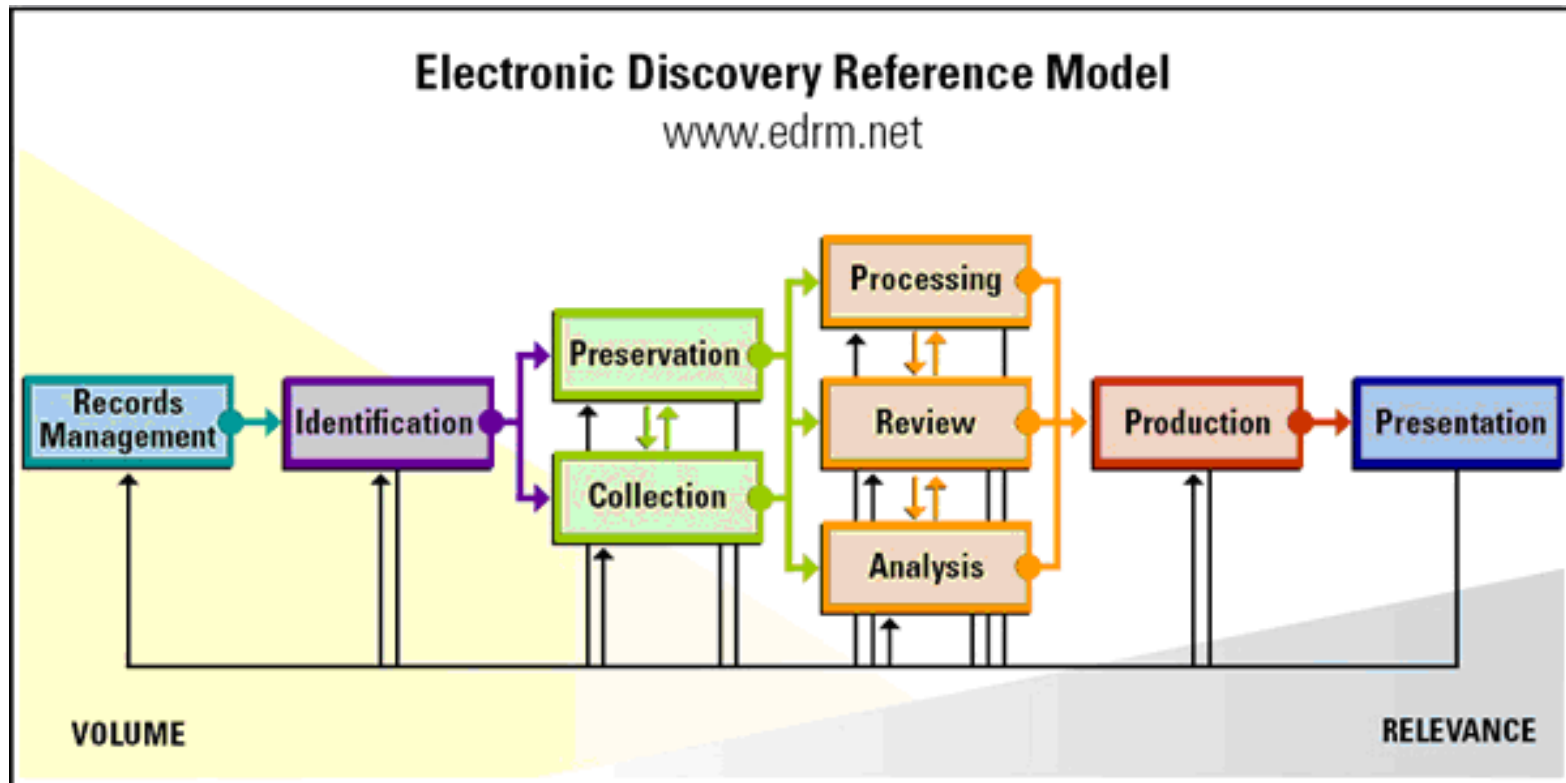 Electronic Discovery Reference Model
www.edrm.net
Records
Management
Identification
Preservation
Collection
Processing
Review
Analysis
Production
Presentation
VOLUME
RELEVANCE